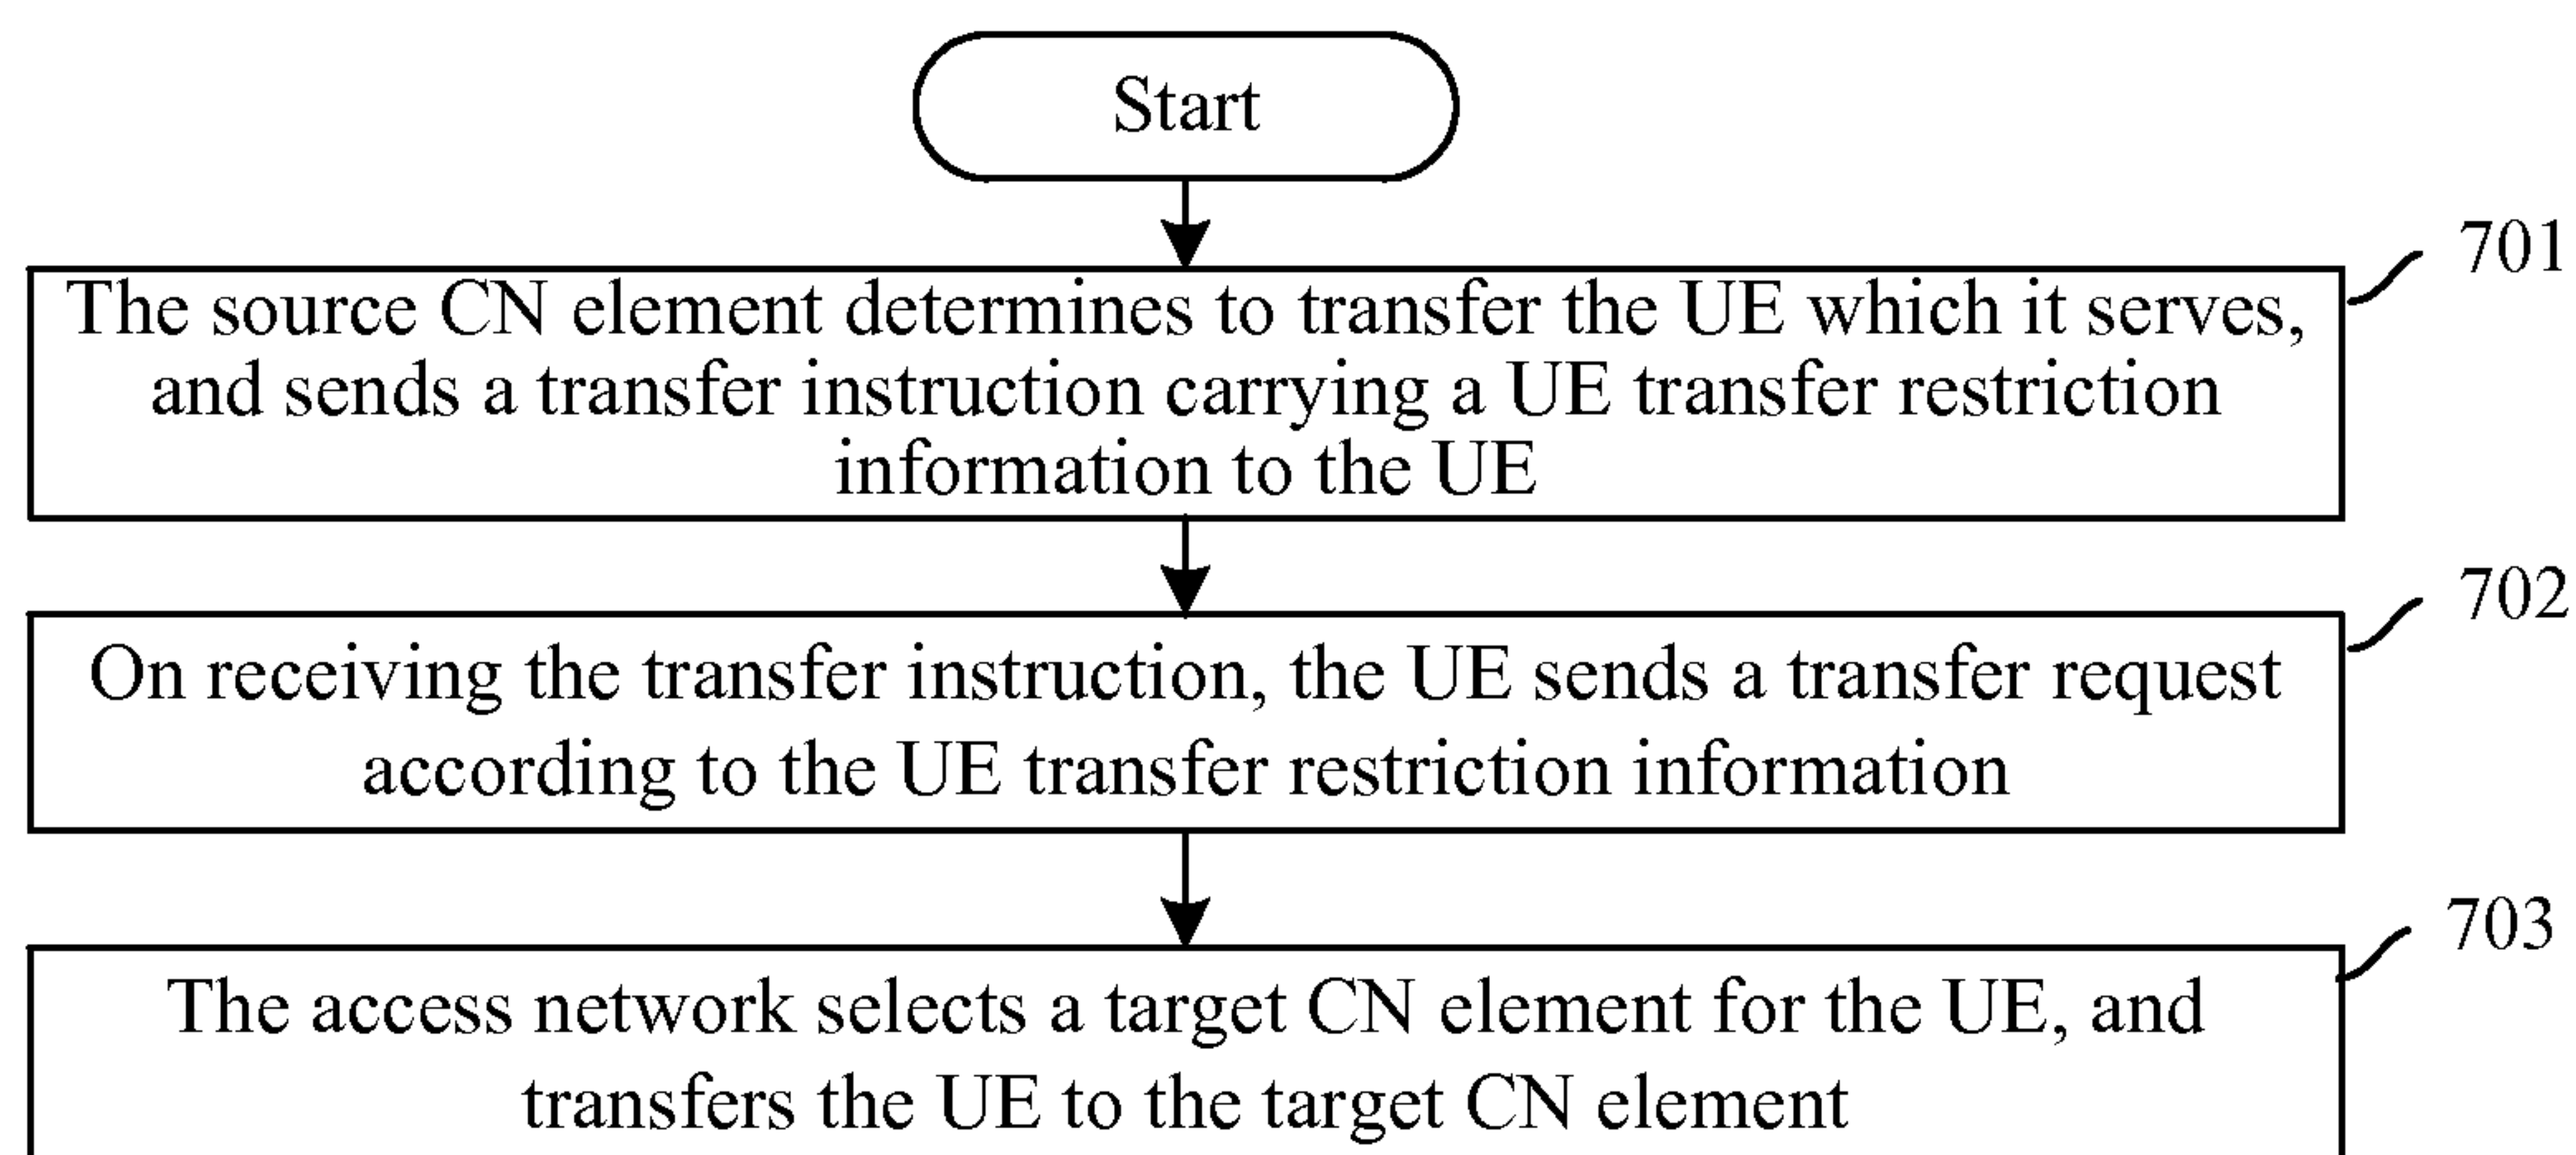 Start
701
The source CN element determines to transfer the UE which it serves,
and sends a transfer instruction carrying a UE transfer restriction
information to the UE
702
On receiving the transfer instruction, the UE sends a transfer request
according to the UE transfer restriction information
703
The access network selects a target CN element for the UE, and
transfers the UE to the target CN element